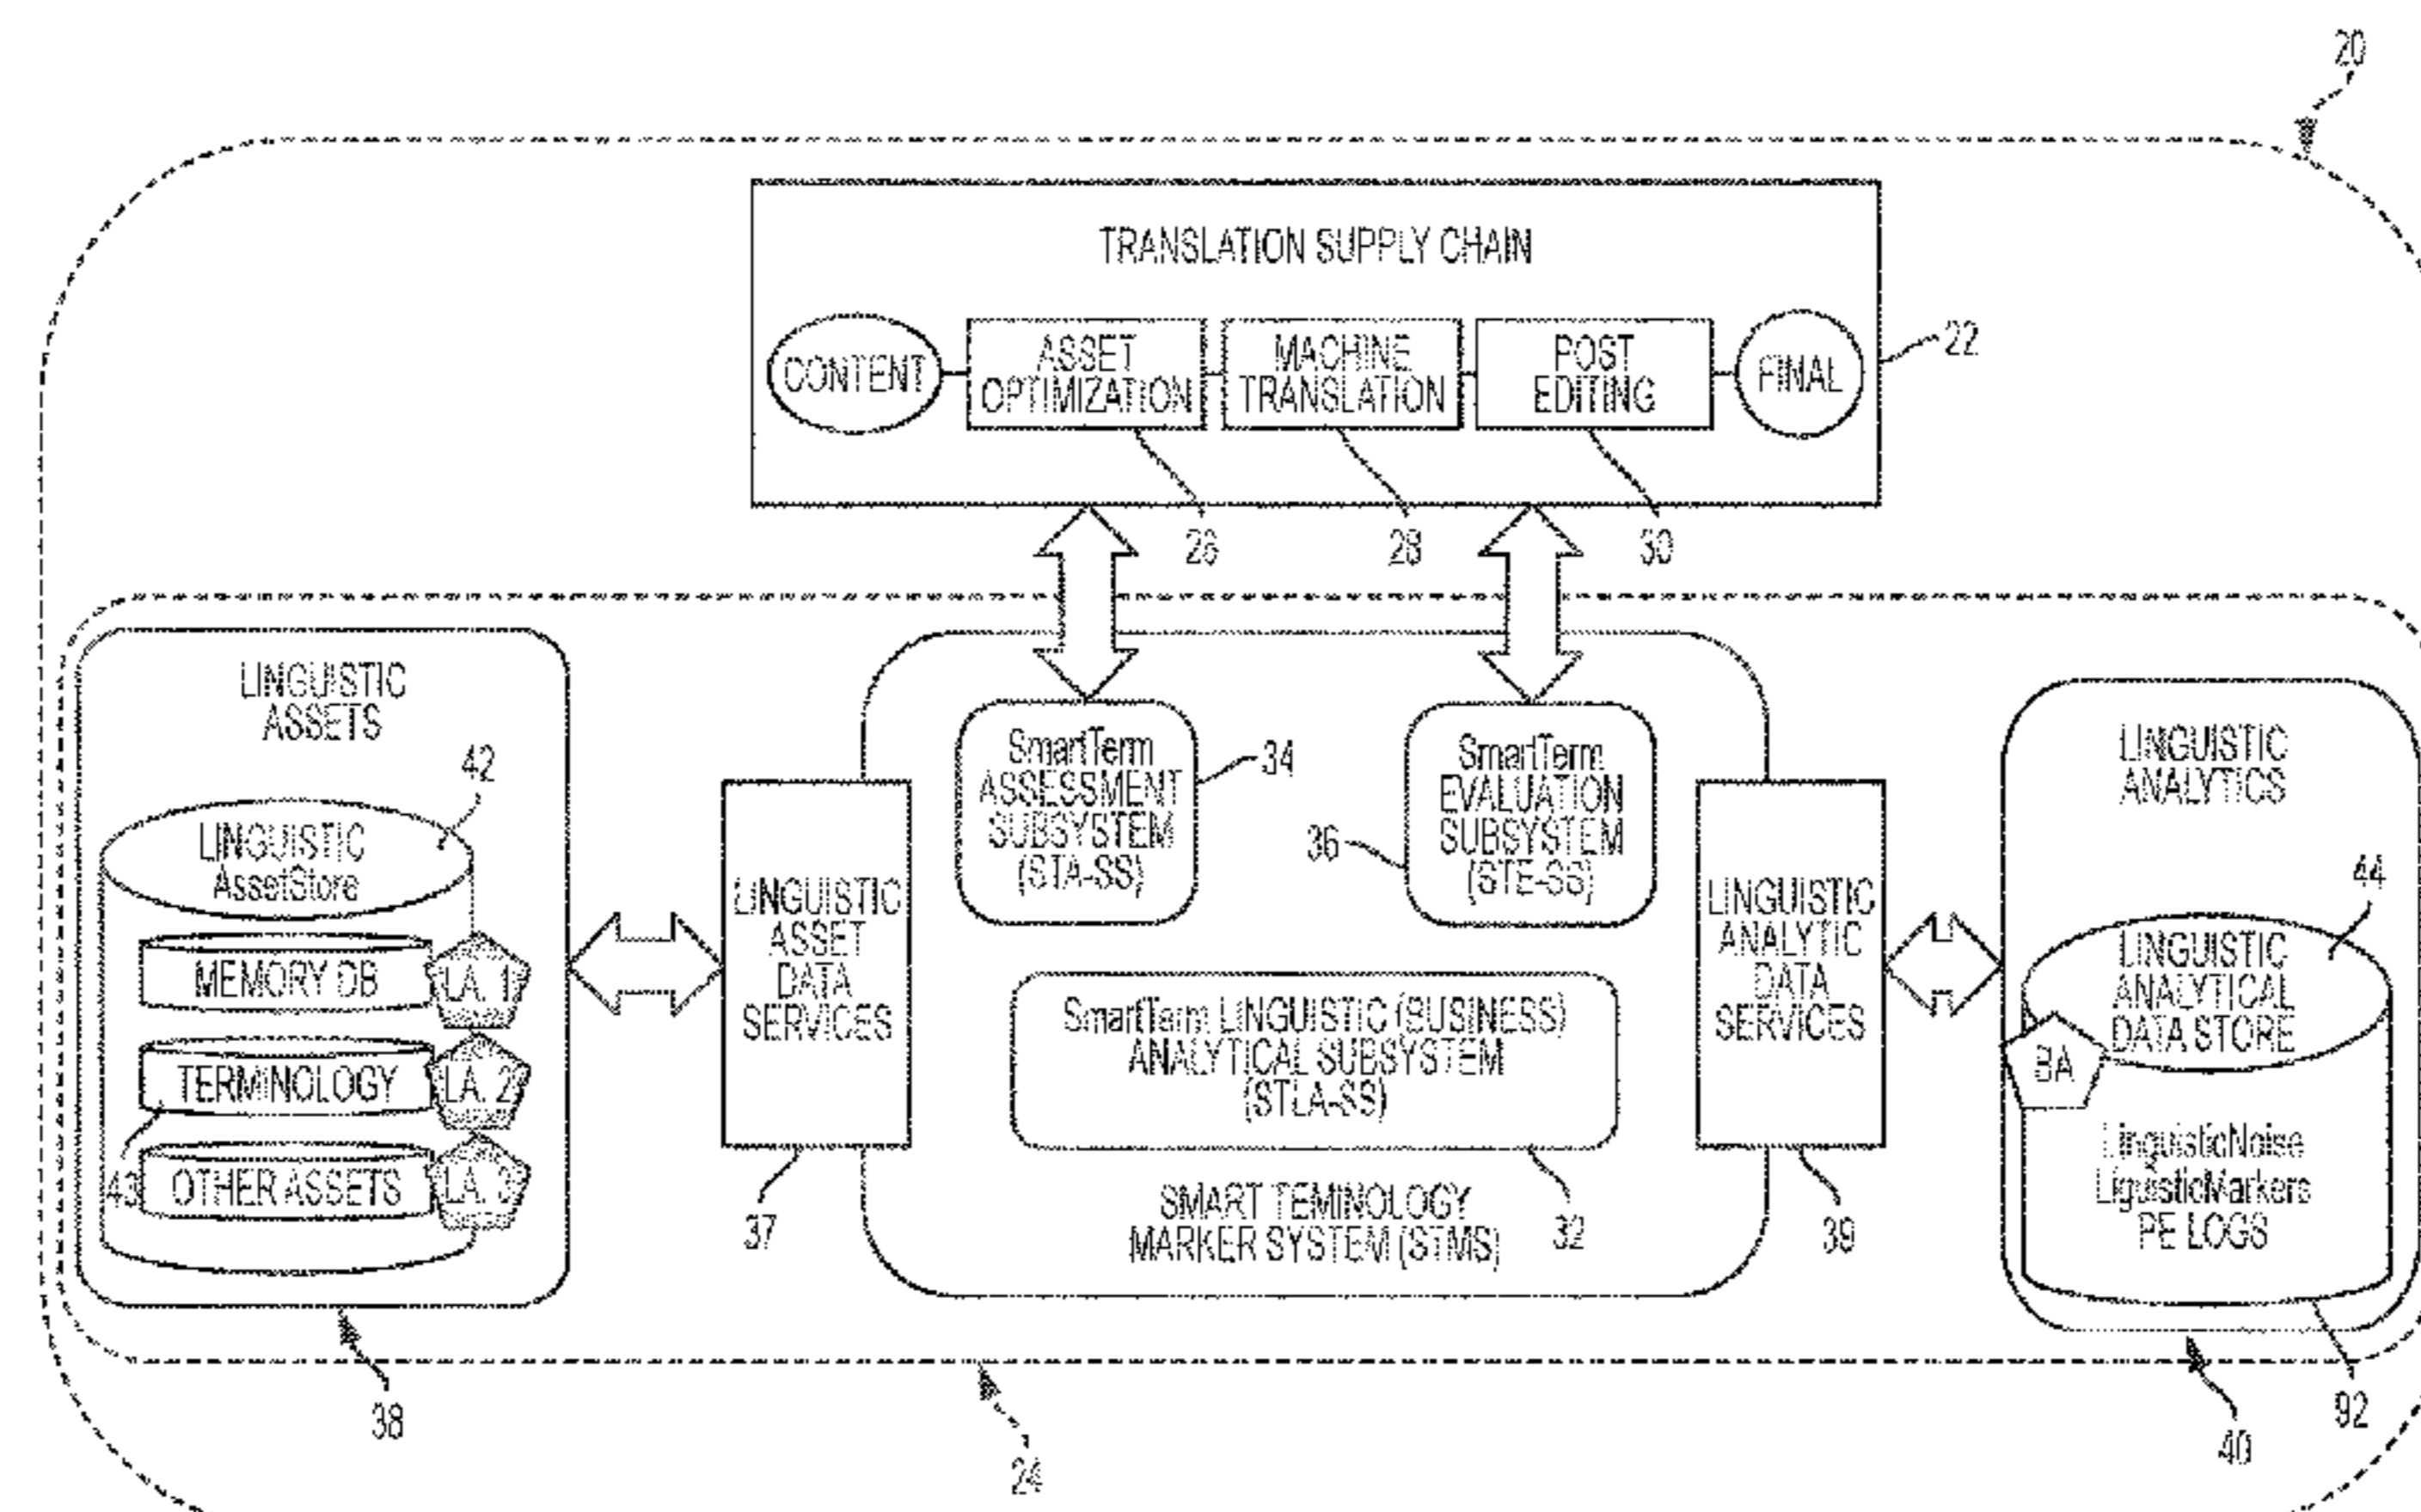 20
TRANSLATION SUPPLY CHAIN
CONTENT
ASSET
OPTIMIZATION
MACHINE
TRANSLATION
POST
EDITING
FINAL
22
26
28
30
LINGUISTIC
ASSETS
42
LINGUISTIC
AssetStore
MEMORY DB
LA. 1
TERMINOLOGY
LA. 2
43
OTHER ASSETS
LA. 3
38
LINGUISTIC
ASSET
DATA
SERVICES
37
SmartTerm
ASSESSMENT
SUBSYSTEM
(STA-SS)
34
SmartTerm
EVALUATION
SUBSYSTEM
(STE-SS)
36
SmartTerm LINGUISTIC (BUSINESS)
ANALYTICAL SUBSYSTEM
(STLA-SS)
32
SMART TEMINOLOGY
MARKER SYSTEM (STMS)
LINGUISTIC
ANALYTIC
DATA
SERVICES
39
LINGUISTIC
ANALYTICS
44
LINGUISTIC
ANALYTICAL
DATA STORE
BA
LinguisticNoise
LiguisticMarkers
PE LOGS
92
40
24